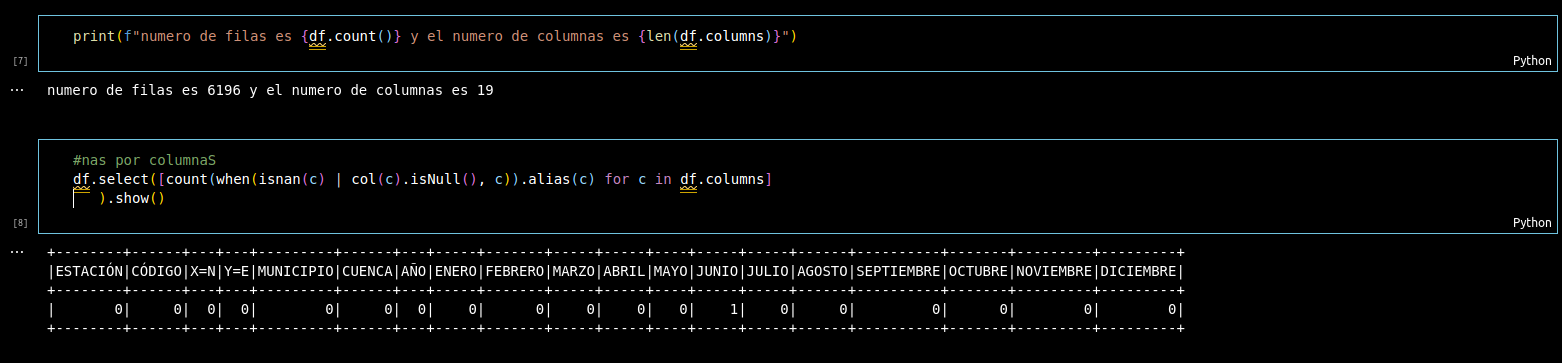 print(f"numero de filas es {df.count()} y el numero de columnas es {len(df.columns)}")
[7]
Python
... numero de filas es 6196 y el numero de columnas es 19
#nas por columnaS
df.select([count(when(isnan(c) | col(c).isNull(), c)).alias(c) for c in df.columns]
   ).show()
[8]
Python
... +--------+------+---+---+---------+------+---+-----+-------+-----+-----+----+-----+-----+------+----------+-------+---------+---------+
|ESTACIÓN|CÓDIGO|X=N|Y=E|MUNICIPIO|CUENCA|AÑO|ENERO|FEBRERO|MARZO|ABRIL|MAYO|JUNIO|JULIO|AGOSTO|SEPTIEMBRE|OCTUBRE|NOVIEMBRE|DICIEMBRE|
+--------+------+---+---+---------+------+---+-----+-------+-----+-----+----+-----+-----+------+----------+-------+---------+---------+
|       0|     0|  0|  0|        0|     0|  0|    0|      0|    0|    0|   0|    1|    0|     0|         0|      0|        0|        0|
+--------+------+---+---+---------+------+---+-----+-------+-----+-----+----+-----+-----+------+----------+-------+---------+---------+